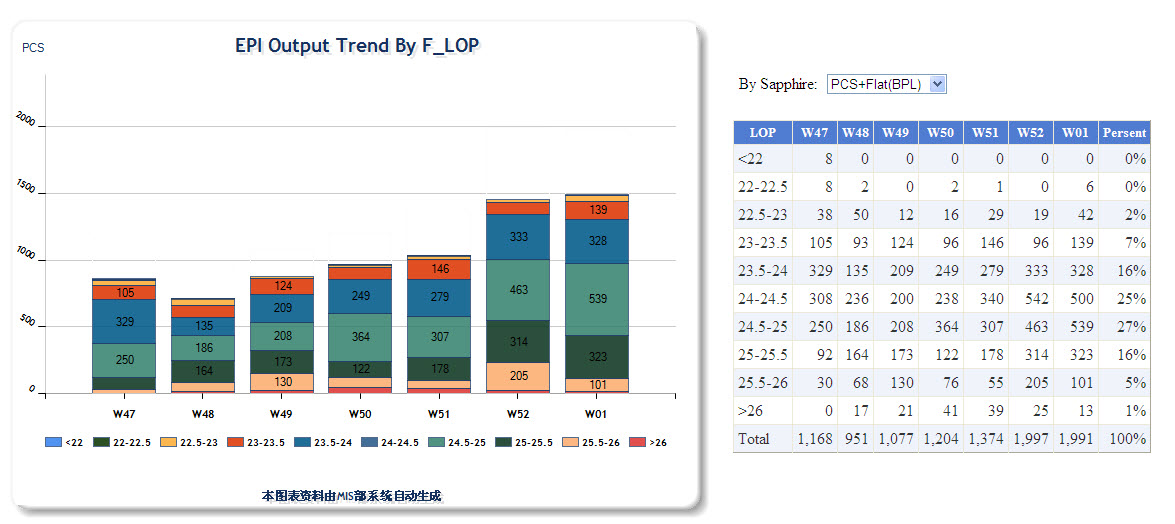 EPI Output Trend By F_LOP
PCS
2000
1500
1000
500
0
105
329
250
135
186
164
124
209
208
173
130
249
364
122
146
279
307
178
333
463
314
205
139
328
539
323
101
W47 W48 W49 W50 W51 W52 W01
<22 22-22.5 22.5-23 23-23.5 23.5-24 24-24.5 24.5-25 25-25.5 25.5-26 >26
本图表资料由MIS部系统自动生成
By Sapphire: PCS+Flat(BPL)
LOP W47 W48 W49 W50 W51 W52 W01 Persent
<22 8 0 0 0 0 0 0 0%
22-22.5 8 2 0 2 1 0 6 0%
22.5-23 38 50 12 16 29 19 42 2%
23-23.5 105 93 124 96 146 96 139 7%
23.5-24 329 135 209 249 279 333 328 16%
24-24.5 308 236 200 238 340 542 500 25%
24.5-25 250 186 208 364 307 463 539 27%
25-25.5 92 164 173 122 178 314 323 16%
25.5-26 30 68 130 76 55 205 101 5%
>26 0 17 21 41 39 25 13 1%
Total 1,168 951 1,077 1,204 1,374 1,997 1,991 100%